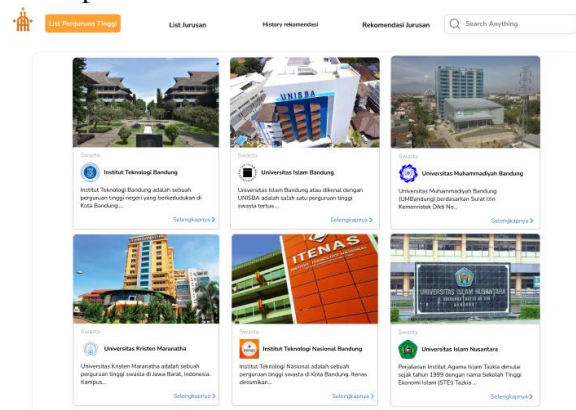 List Perguruan Tinggi
List Jurusan
History rekomendasi
Rekomendasi Jurusan
Search Anything
Swasta
Institut Teknologi Bandung
Institut Teknologi Bandung adalah sebuah
perguruan tinggi negeri yang berkedudukan di
Kota Bandung....
Selengkapnya >
UNISBA
Swasta
Universitas Islam Bandung
Universitas Islam Bandung atau dikenal dengan
UNISBA adalah salah satu perguruan tinggi
swasta tertua ...
Selengkapnya >
Swasta
Universitas Muhammadiyah Bandung
Universitas Muhammadiyah Bandung
(UMBandung) berdasarkan Surat Izin
Kemenristek Dikti No...
Selengkapnya >
Swasta
Universitas Kristen Maranatha
Universitas Kristen Maranatha adalah sebuah
perguruan tinggi swasta di Jawa Barat, Indonesia.
Kampus...
Selengkapnya >
ITENAS
INSTITUT TEKNOLOGI NASIONAL
Swasta
Institut Teknologi Nasional Bandung
Institut Teknologi Nasional adalah sebuah
perguruan tinggi swasta di Kota Bandung. Itenas
diresmikan...
Selengkapnya >
UNIVERSITAS ISLAM NUSANTARA
Swasta
Universitas Islam Nusantara
Perjalanan Institut Agama Islam Tazkia dimulai
sejak tahun 1999 dengan nama Sekolah Tinggi
Ekonomi Islam (STEI) Tazkia ...
Selengkapnya >